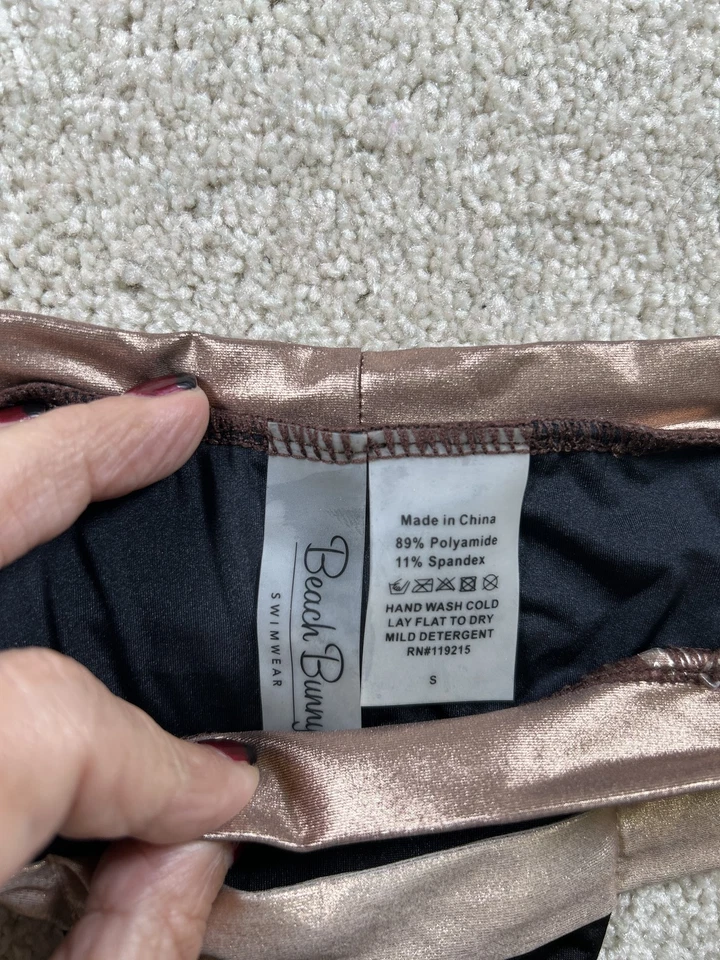 Beach Bunny
SWIMWEAR
Made in China
89% Polyamide
11% Spandex
HAND WASH COLD
LAY FLAT TO DRY
MILD DETERGENT
RN#119215
S